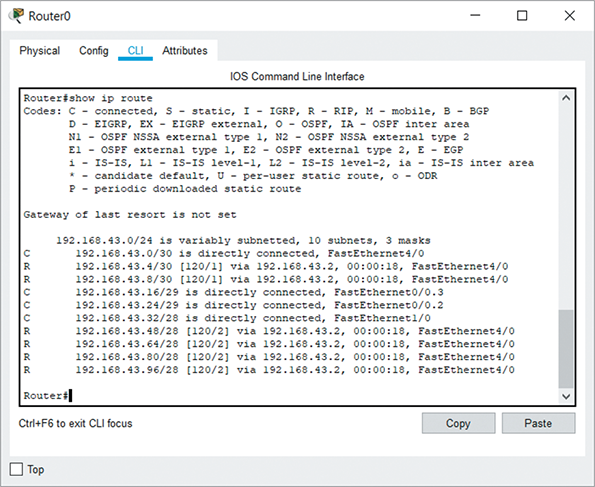 Router0
Physical Config CLI Attributes
IOS Command Line Interface
Router#show ip route
Codes: C - connected, S - static, I - IGRP, R - RIP, M - mobile, B - BGP
D - EIGRP, EX - EIGRP external, O - OSPF, IA - OSPF inter area
N1 - OSPF NSSA external type 1, N2 - OSPF NSSA external type 2
E1 - OSPF external type 1, E2 - OSPF external type 2, E - EGP
i - IS-IS, L1 - IS-IS level-1, L2 - IS-IS level-2, ia - IS-IS inter area
* - candidate default, U - per-user static route, o - ODR
P - periodic downloaded static route
Gateway of last resort is not set
192.168.43.0/24 is variably subnetted, 10 subnets, 3 masks
C 192.168.43.0/30 is directly connected, FastEthernet4/0
R 192.168.43.4/30 [120/1] via 192.168.43.2, 00:00:18, FastEthernet4/0
R 192.168.43.8/30 [120/1] via 192.168.43.2, 00:00:18, FastEthernet4/0
C 192.168.43.16/29 is directly connected, FastEthernet0/0.3
C 192.168.43.24/29 is directly connected, FastEthernet0/0.2
C 192.168.43.32/28 is directly connected, FastEthernet1/0
R 192.168.43.48/28 [120/2] via 192.168.43.2, 00:00:18, FastEthernet4/0
R 192.168.43.64/28 [120/2] via 192.168.43.2, 00:00:18, FastEthernet4/0
R 192.168.43.80/28 [120/2] via 192.168.43.2, 00:00:18, FastEthernet4/0
R 192.168.43.96/28 [120/2] via 192.168.43.2, 00:00:18, FastEthernet4/0
Router#
Ctrl+F6 to exit CLI focus Copy Paste
Top